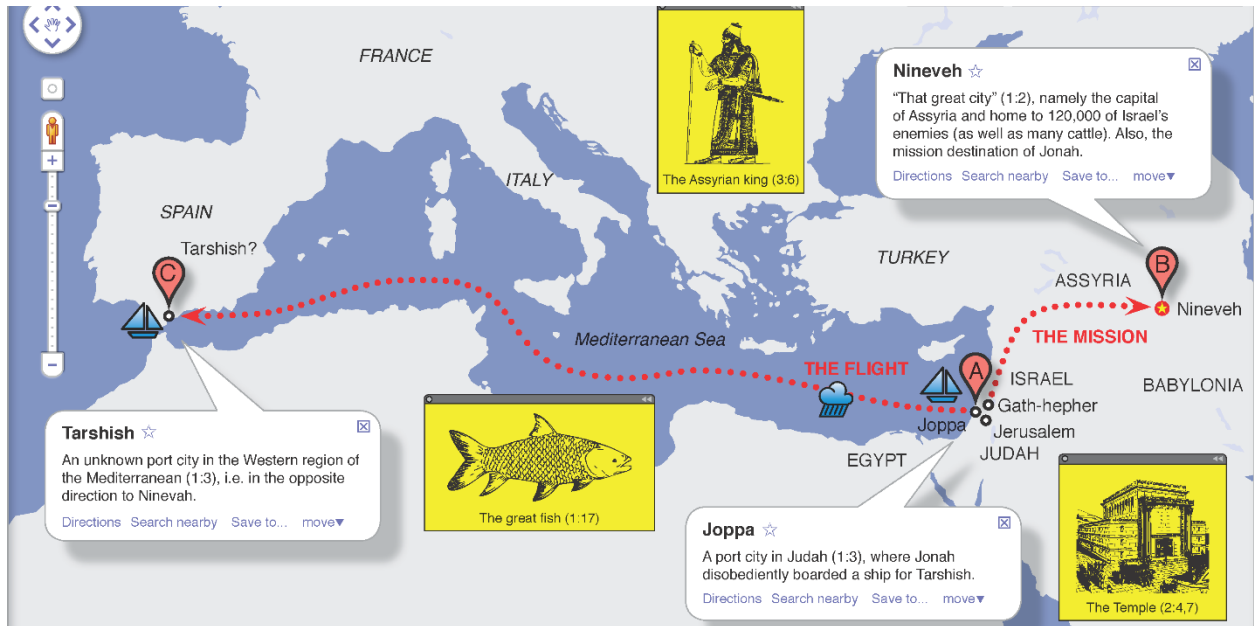 FRANCE
SPAIN
ITALY
TURKEY
Tarshish?
C
Mediterranean Sea
THE FLIGHT
A
Joppa
ISRAEL
Gath-hepher
Jerusalem
JUDAH
EGYPT
THE MISSION
ASSYRIA
B
Nineveh
BABYLONIA
The Assyrian king (3:6)
Nineveh ☆
“That great city” (1:2), namely the capital
of Assyria and home to 120,000 of Israel’s
enemies (as well as many cattle). Also, the
mission destination of Jonah.
Directions Search nearby Save to... move▼
Tarshish ☆
An unknown port city in the Western region of
the Mediterranean (1:3), i.e. in the opposite
direction to Ninevah.
Directions Search nearby Save to... move▼
The great fish (1:17)
Joppa ☆
A port city in Judah (1:3), where Jonah
disobediently boarded a ship for Tarshish.
Directions Search nearby Save to... move▼
The Temple (2:4,7)